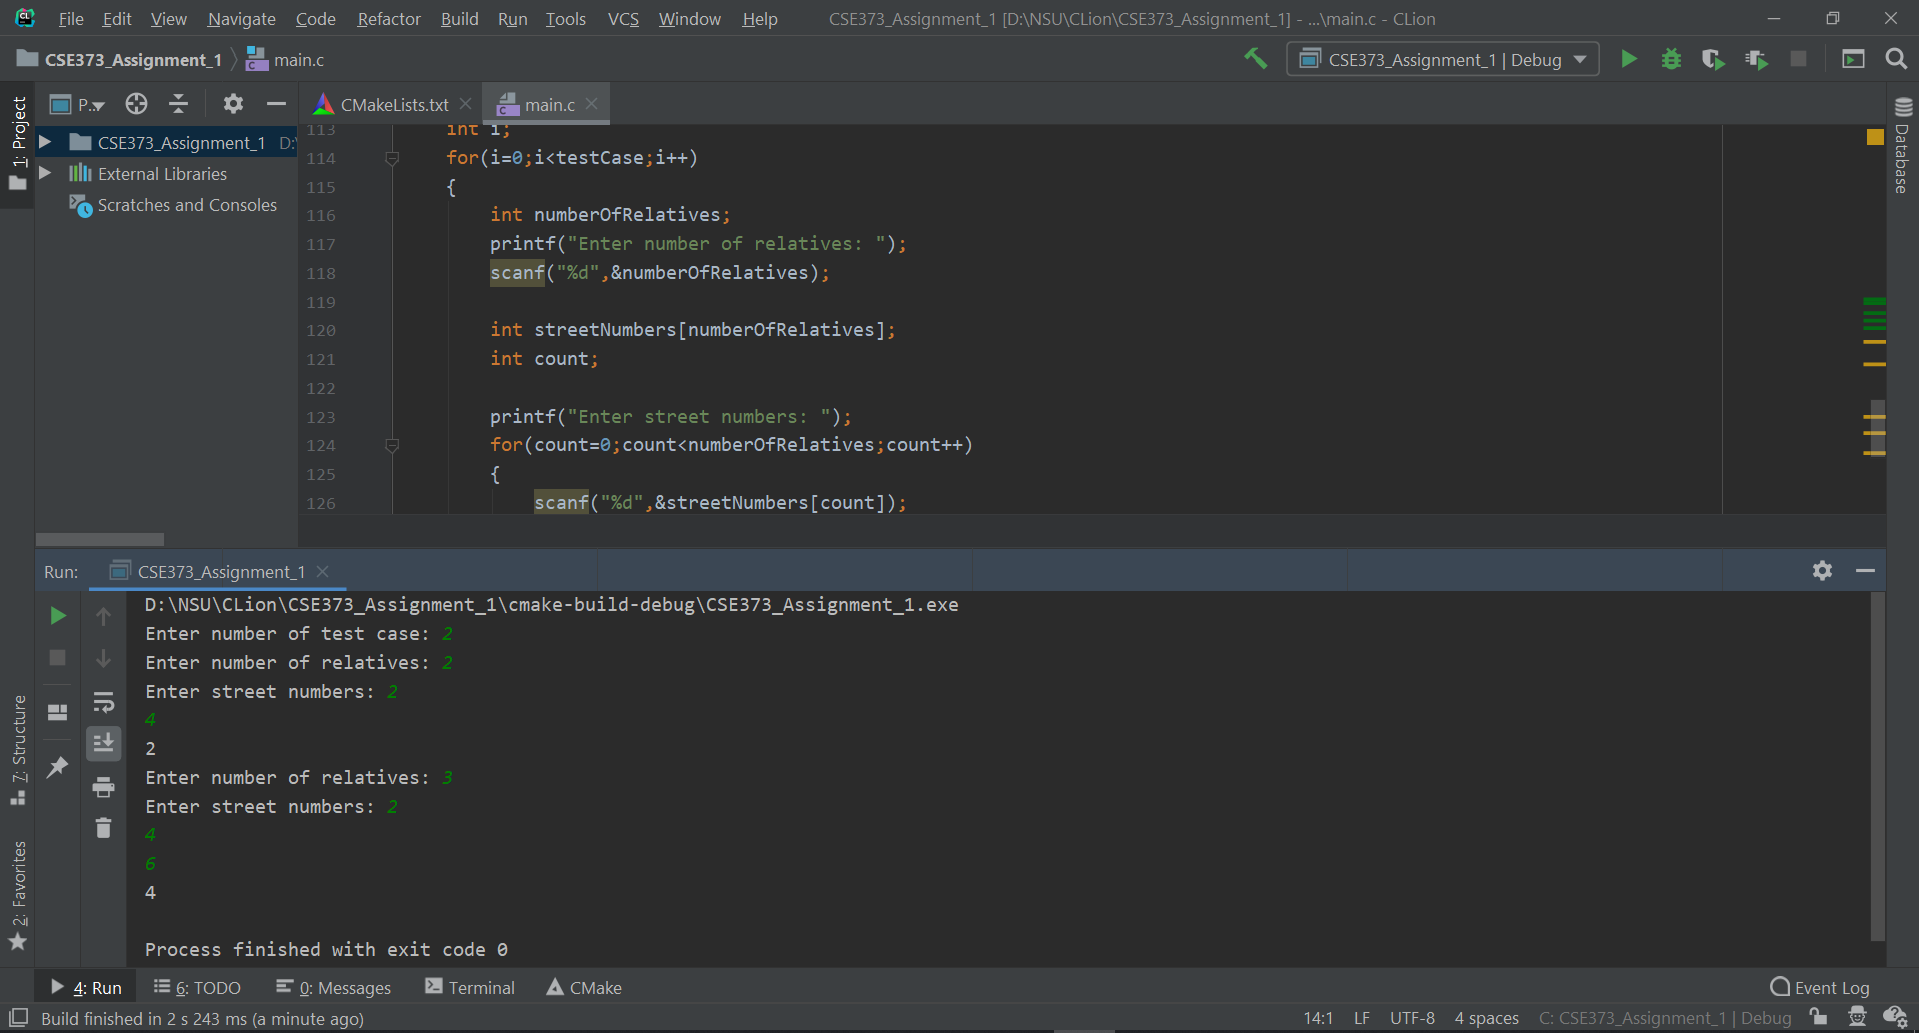 File Edit View Navigate Code Refactor Build Run Tools VCS Window Help CSE373_Assignment_1 [D:\NSU\CLion\CSE373_Assignment_1] - ...\main.c - CLion
CSE373_Assignment_1 main.c CSE373_Assignment_1 | Debug
1: Project
P.. CMakeLists.txt main.c
CSE373_Assignment_1 D:\
External Libraries
Scratches and Consoles
Database
113 int i;
114 for(i=0;i<testCase;i++)
115 {
116 int numberOfRelatives;
117 printf("Enter number of relatives: ");
118 scanf("%d",&numberOfRelatives);
119
120 int streetNumbers[numberOfRelatives];
121 int count;
122
123 printf("Enter street numbers: ");
124 for(count=0;count<numberOfRelatives;count++)
125 {
126 scanf("%d",&streetNumbers[count]);
Run: CSE373_Assignment_1
D:\NSU\CLion\CSE373_Assignment_1\cmake-build-debug\CSE373_Assignment_1.exe
Enter number of test case: 2
Enter number of relatives: 2
Enter street numbers: 2
4
2
Enter number of relatives: 3
Enter street numbers: 2
4
6
4
Process finished with exit code 0
7: Structure
2: Favorites
4: Run 6: TODO 0: Messages Terminal CMake Event Log
Build finished in 2 s 243 ms (a minute ago) 14:1 LF UTF-8 4 spaces C: CSE373_Assignment_1 | Debug